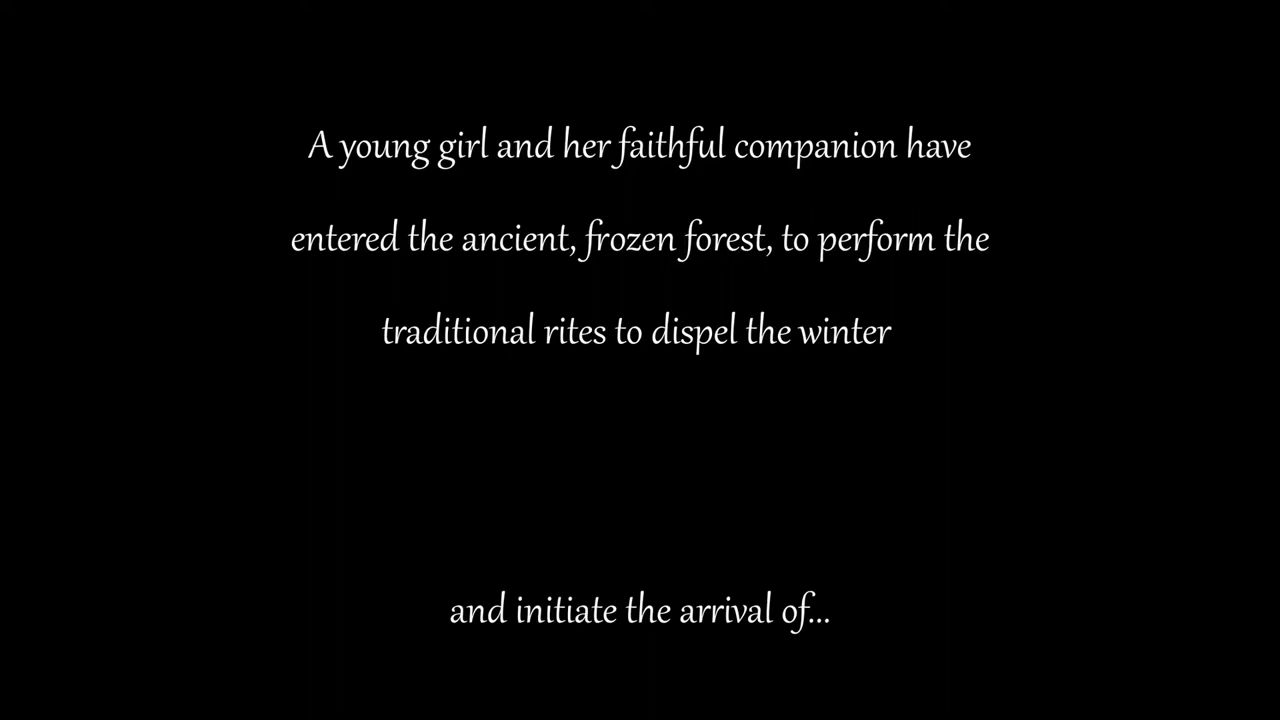 A young girl and her faithful companion have
entered the ancient, frozen forest, to perform the
traditional rites to dispel the winter
and initiate the arrival of...